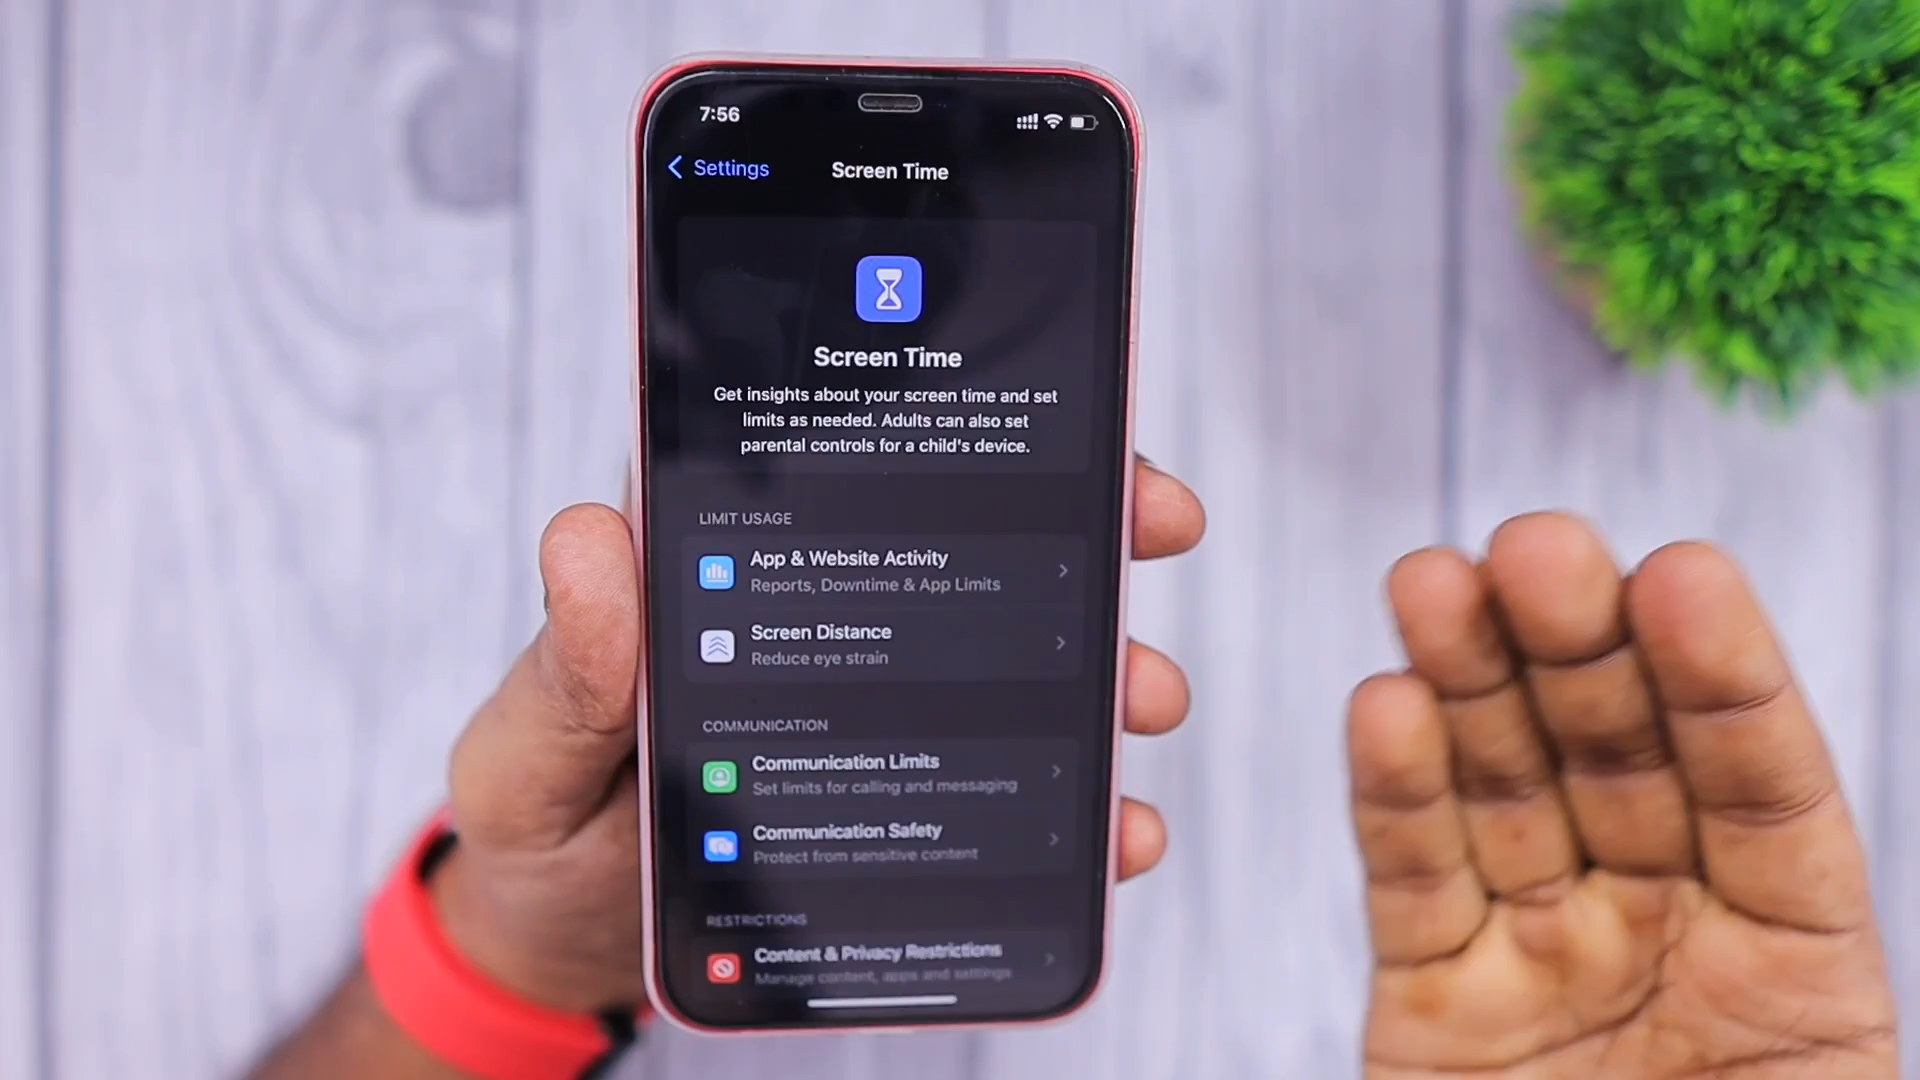 7:56
Settings
Screen Time
Screen Time
Get insights about your screen time and set
limits as needed. Adults can also set
parental controls for a child's device.
LIMIT USAGE
App & Website Activity
Reports, Downtime & App Limits
Screen Distance
Reduce eye strain
COMMUNICATION
Communication Limits
Set limits for calling and messaging
Communication Safety
Protect from sensitive content
RESTRICTIONS
Content & Privacy Restrictions
Manage content, apps and settings